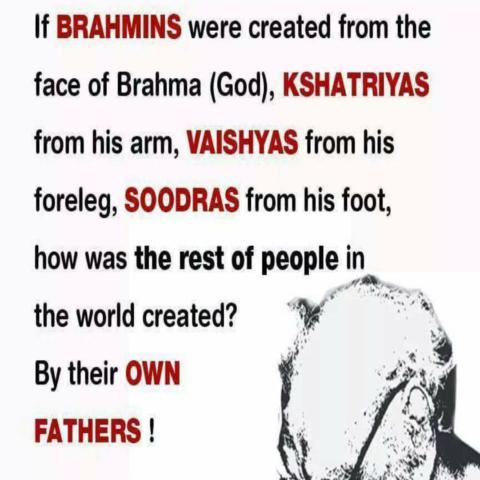 If BRAHMINS were created from the
face of Brahma (God), KSHATRIYAS
from his arm, VAISHYAS from his
foreleg, SOODRAS from his foot,
how was the rest of people in
the world created?
By their OWN
FATHERS !